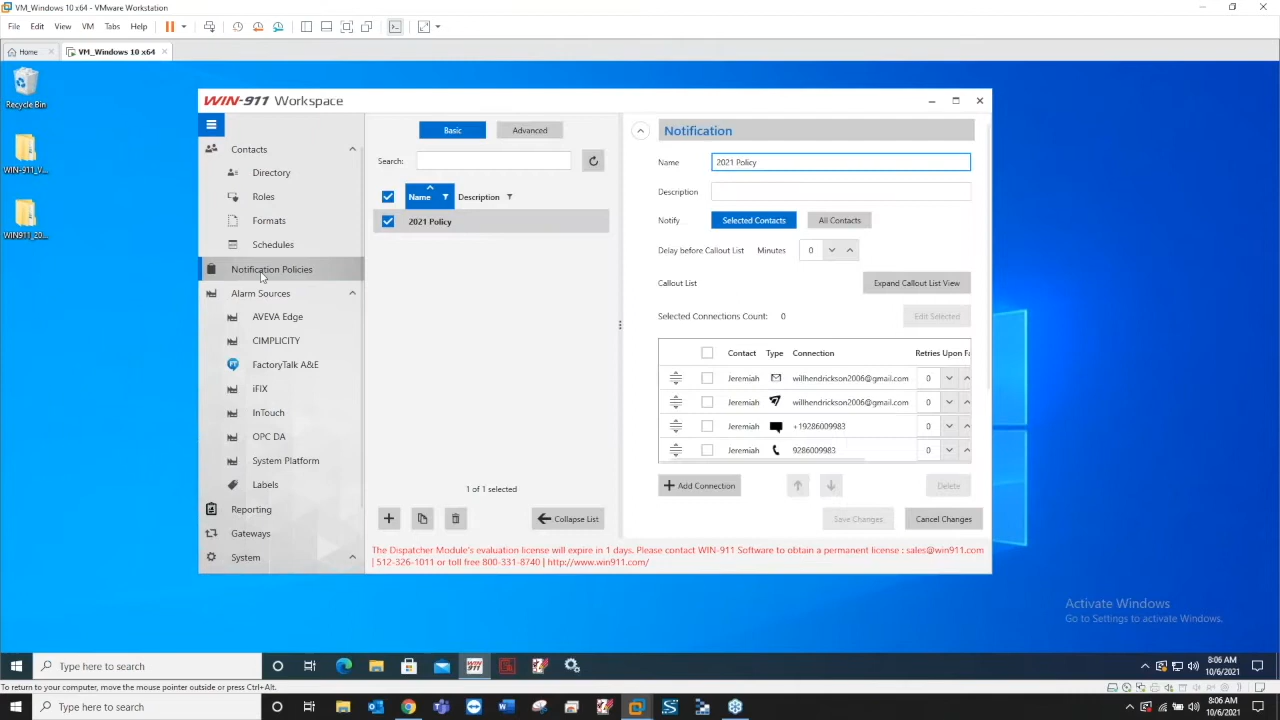 VM_Windows 10 x64 - VMware Workstation
File Edit View VM Tabs Help
Home VM_Windows 10 x64
Recycle Bin
WIN-911_V...
WIN911_20...
WIN-911 Workspace
Contacts
Directory
Roles
Formats
Schedules
Notification Policies
Alarm Sources
AVEVA Edge
CIMPLICITY
FactoryTalk A&E
iFIX
InTouch
OPC DA
System Platform
Labels
Reporting
Gateways
System
Basic Advanced
Search:
Name Description
2021 Policy
1 of 1 selected
Collapse List
Notification
Name 2021 Policy
Description
Notify Selected Contacts All Contacts
Delay before Callout List Minutes 0
Callout List Expand Callout List View
Selected Connections Count: 0 Edit Selected
Contact Type Connection Retries Upon Fa
Jeremiah willhendrickson2006@gmail.com 0
Jeremiah willhendrickson2006@gmail.com 0
Jeremiah +19286009983 0
Jeremiah 9286009983 0
Add Connection Delete
Save Changes Cancel Changes
The Dispatcher Module's evaluation license will expire in 1 days. Please contact WIN-911 Software to obtain a permanent license : sales@win911.com
| 512-326-1011 or toll free 800-331-8740 | http://www.win911.com/
Activate Windows
Go to Settings to activate Windows.
Type here to search
WIN 911
8:06 AM
10/6/2021
To return to your computer, move the mouse pointer outside or press Ctrl+Alt.
Type here to search
8:06 AM
10/6/2021